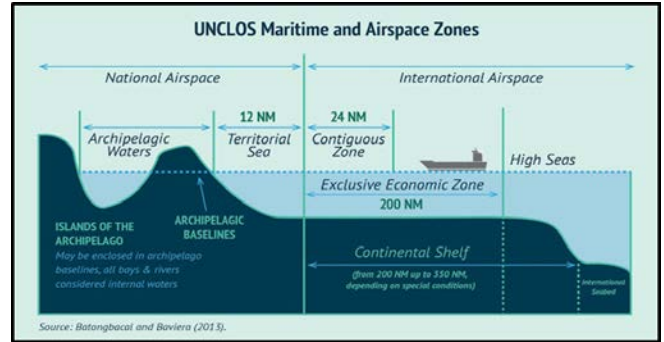 UNCLOS Maritime and Airspace Zones
National Airspace
International Airspace
12 NM
24 NM
Archipelagic
Waters
Territorial
Sea
Contiguous
Zone
High Seas
Exclusive Economic Zone
200 NM
ISLANDS OF THE
ARCHIPELAGO
May be enclosed in archipelago
baselines, all bays & rivers
considered internal waters
ARCHIPELAGIC
BASELINES
Continental Shelf
(from 200 NM up to 350 NM,
depending on special conditions)
International
Seabed
Source: Batongbacal and Baviera (2013).